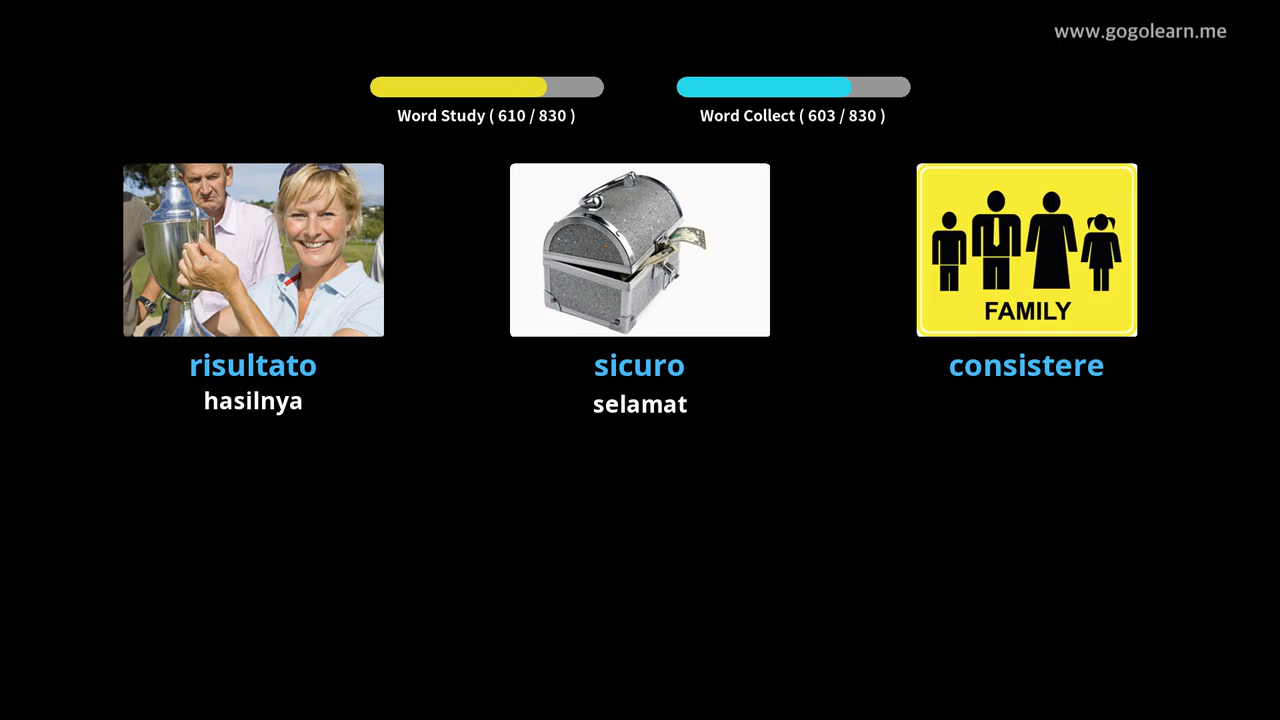 www.gogolearn.me
Word Study ( 610 / 830 )
Word Collect ( 603 / 830 )
FAMILY
risultato
sicuro
consistere
hasilnya
selamat